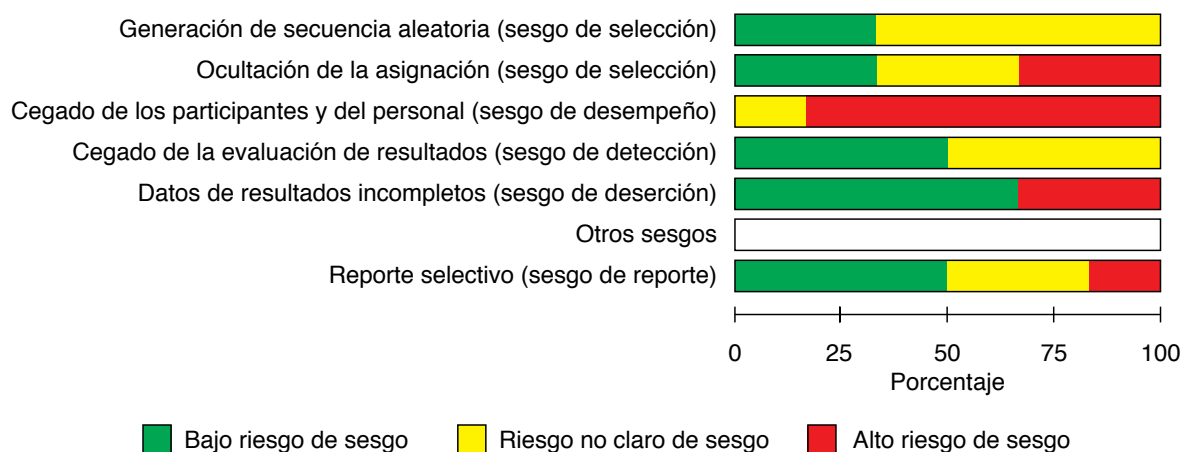 Generación de secuencia aleatoria (sesgo de selección)
Ocultación de la asignación (sesgo de selección)
Cegado de los participantes y del personal (sesgo de desempeño)
Cegado de la evaluación de resultados (sesgo de detección)
Datos de resultados incompletos (sesgo de deserción)
Otros sesgos
Reporte selectivo (sesgo de reporte)
0 25 50 75 100
Porcentaje
Bajo riesgo de sesgo Riesgo no claro de sesgo Alto riesgo de sesgo